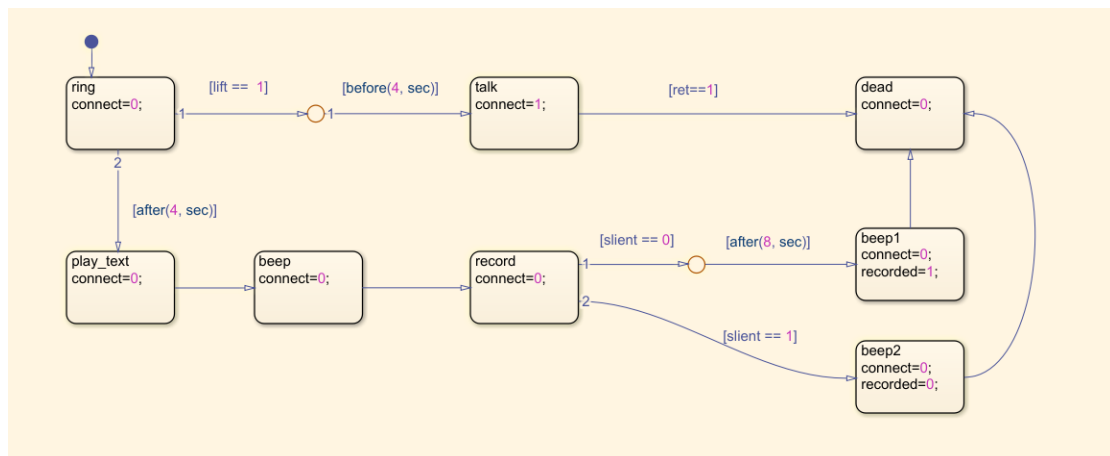 ring
connect=0;
1
[lift == 1]
1
[before(4, sec)]
talk
connect=1;
[ret==1]
dead
connect=0;
2
[after(4, sec)]
play_text
connect=0;
beep
connect=0;
record
connect=0;
1
[slient == 0]
[after(8, sec)]
beep1
connect=0;
recorded=1;
2
[slient == 1]
beep2
connect=0;
recorded=0;